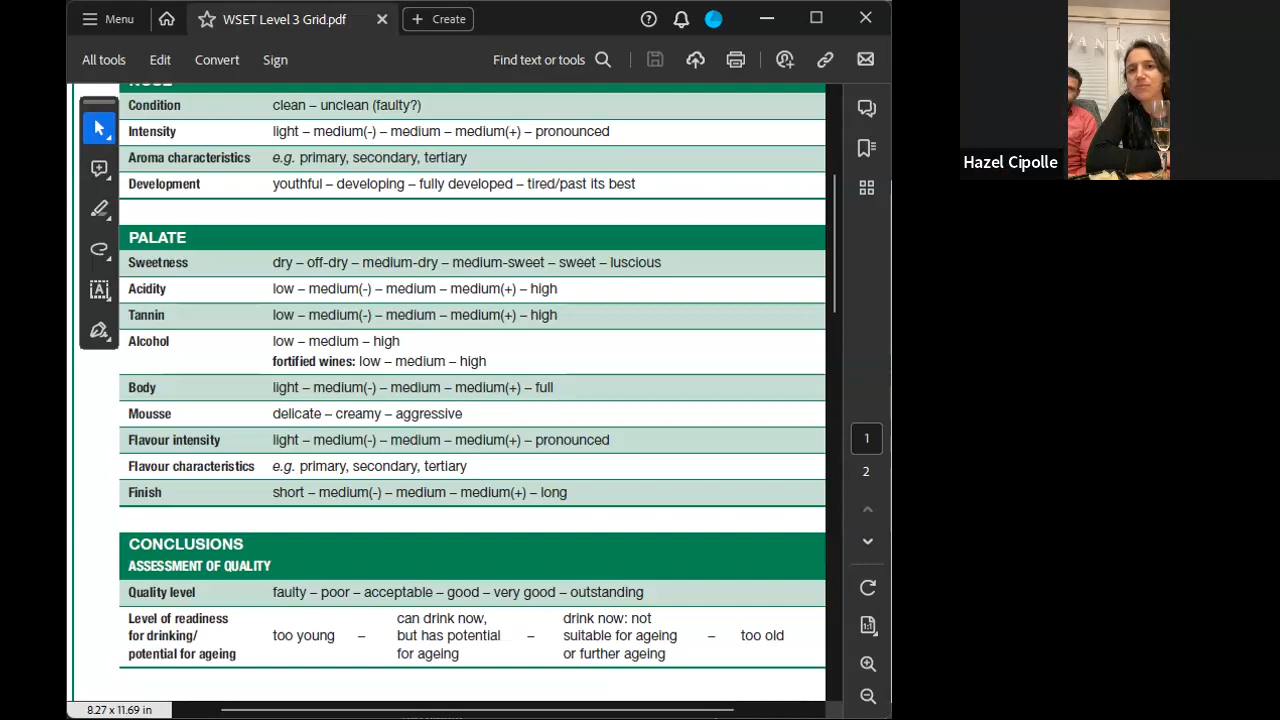 Menu
WSET Level 3 Grid.pdf
Create
All tools Edit Convert Sign Find text or tools
Condition clean – unclean (faulty?)
Intensity light – medium(-) – medium – medium(+) – pronounced
Aroma characteristics e.g. primary, secondary, tertiary
Development youthful – developing – fully developed – tired/past its best
PALATE
Sweetness dry – off-dry – medium-dry – medium-sweet – sweet – luscious
Acidity low – medium(-) – medium – medium(+) – high
Tannin low – medium(-) – medium – medium(+) – high
Alcohol low – medium – high
fortified wines: low – medium – high
Body light – medium(-) – medium – medium(+) – full
Mousse delicate – creamy – aggressive
Flavour intensity light – medium(-) – medium – medium(+) – pronounced
Flavour characteristics e.g. primary, secondary, tertiary
Finish short – medium(-) – medium – medium(+) – long
CONCLUSIONS
ASSESSMENT OF QUALITY
Quality level faulty – poor – acceptable – good – very good – outstanding
Level of readiness can drink now, drink now: not
for drinking/ too young – but has potential – suitable for ageing – too old
potential for ageing for ageing or further ageing
8.27 x 11.69 in
1
2
1:1
Hazel Cipolle